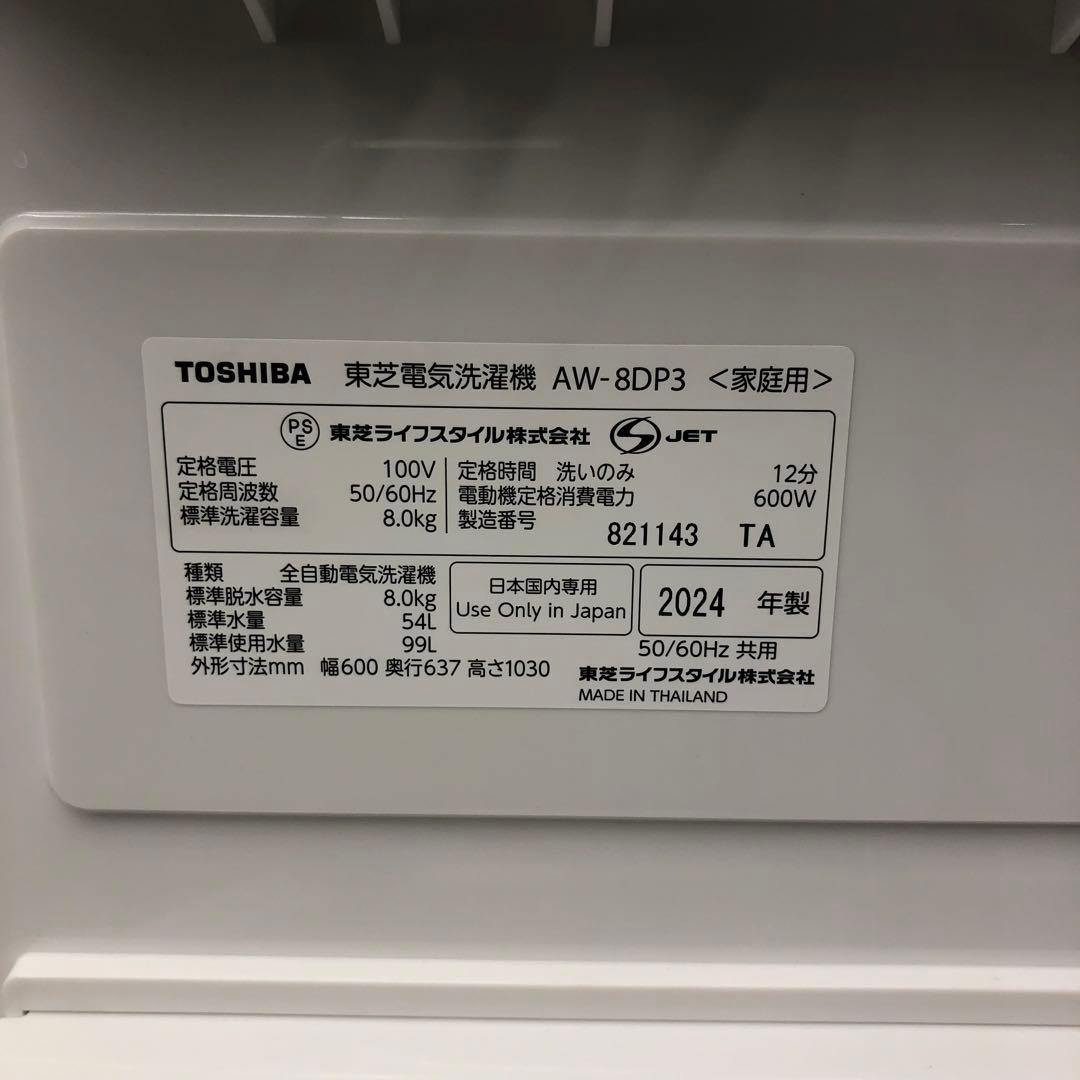 TOSHIBA 東芝電気洗濯機 AW-8DP3 <家庭用>
PSE 東芝ライフスタイル株式会社 JET
定格電圧 100V
定格周波数 50/60Hz
標準洗濯容量 8.0kg
定格時間 洗いのみ 12分
電動機定格消費電力 600W
製造番号 821143 TA
種類 全自動電気洗濯機
標準脱水容量 8.0kg
標準水量 54L
標準使用水量 99L
外形寸法mm 幅600 奥行637 高さ1030
日本国内専用
Use Only in Japan
2024 年製
50/60Hz 共用
東芝ライフスタイル株式会社
MADE IN THAILAND